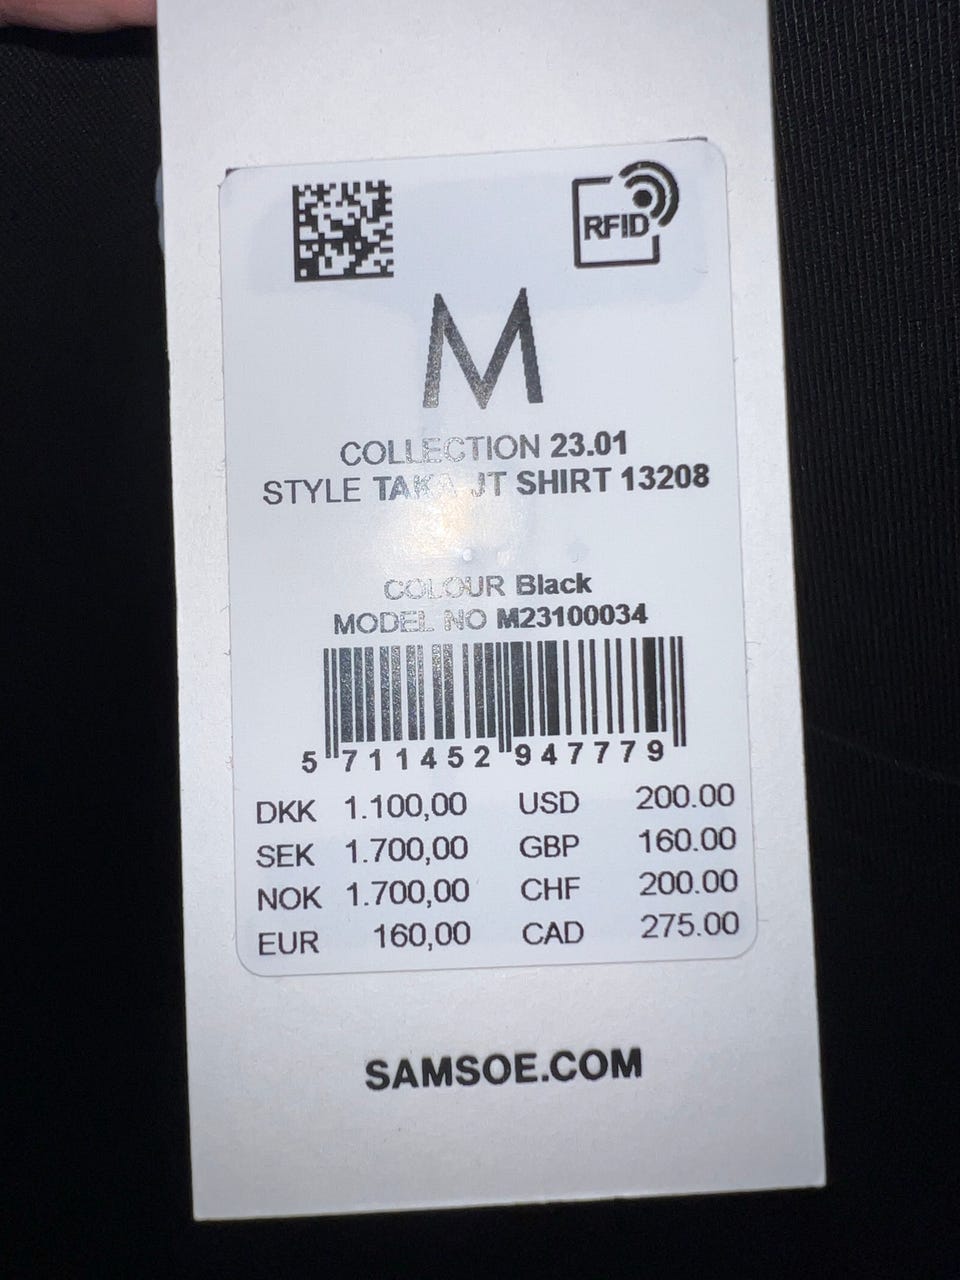 RFID
M
COLLECTION 23.01
STYLE TAKA JT SHIRT 13208
COLOUR Black
MODEL NO M23100034
5 711452 947779
DKK 1.100,00 USD 200.00
SEK 1.700,00 GBP 160.00
NOK 1.700,00 CHF 200.00
EUR 160,00 CAD 275.00
SAMSOE.COM